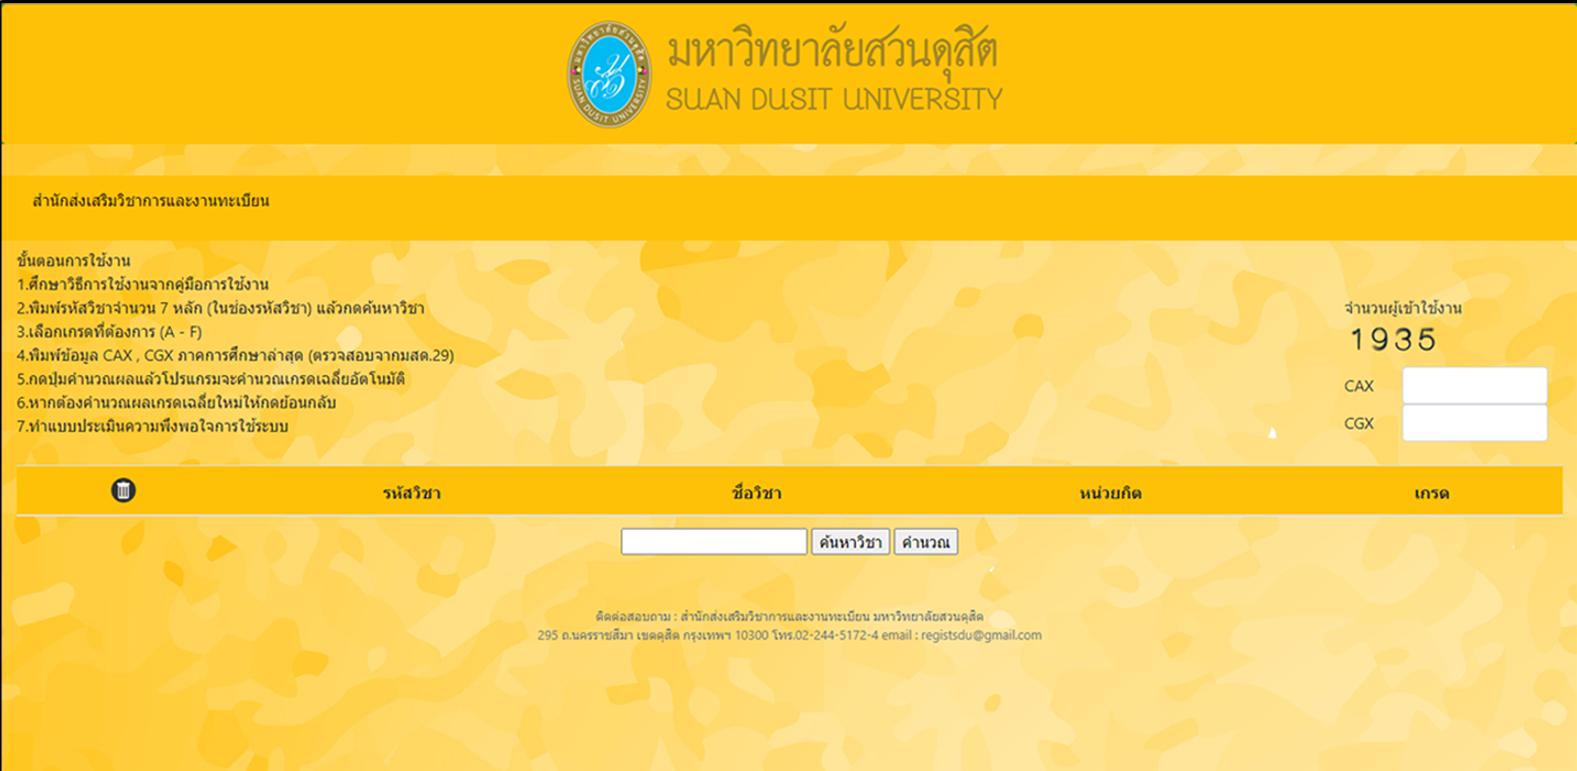 มหาวิทยาลัยสวนดุสิต
SUAN DUSIT UNIVERSITY
SUAN DUSIT UNIVERSITY
สำนักส่งเสริมวิชาการและงานทะเบียน
ขั้นตอนการใช้งาน
1.ศึกษาวิธีการใช้งานจากคู่มือการใช้งาน
2.พิมพ์รหัสวิชาจำนวน 7 หลัก (ในช่องรหัสวิชา) แล้วกดค้นหาวิชา
3.เลือกเกรดที่ต้องการ (A - F)
4.พิมพ์ข้อมูล CAX , CGX ภาคการศึกษาล่าสุด (ตรวจสอบจากมสด.29)
5.กดปุ่มคำนวณผลแล้วโปรแกรมจะคำนวณเกรดเฉลี่ยอัตโนมัติ
6.หากต้องคำนวณผลเกรดเฉลี่ยใหม่ให้กดย้อนกลับ
7.ทำแบบประเมินความพึงพอใจการใช้ระบบ
จำนวนผู้เข้าใช้งาน
1935
CAX
CGX
รหัสวิชา ชื่อวิชา หน่วยกิต เกรด
ค้นหาวิชา คำนวณ
ติดต่อสอบถาม : สำนักส่งเสริมวิชาการและงานทะเบียน มหาวิทยาลัยสวนดุสิต
295 ถ.นครราชสีมา เขตดุสิต กรุงเทพฯ 10300 โทร.02-244-5172-4 email : registsdu@gmail.com